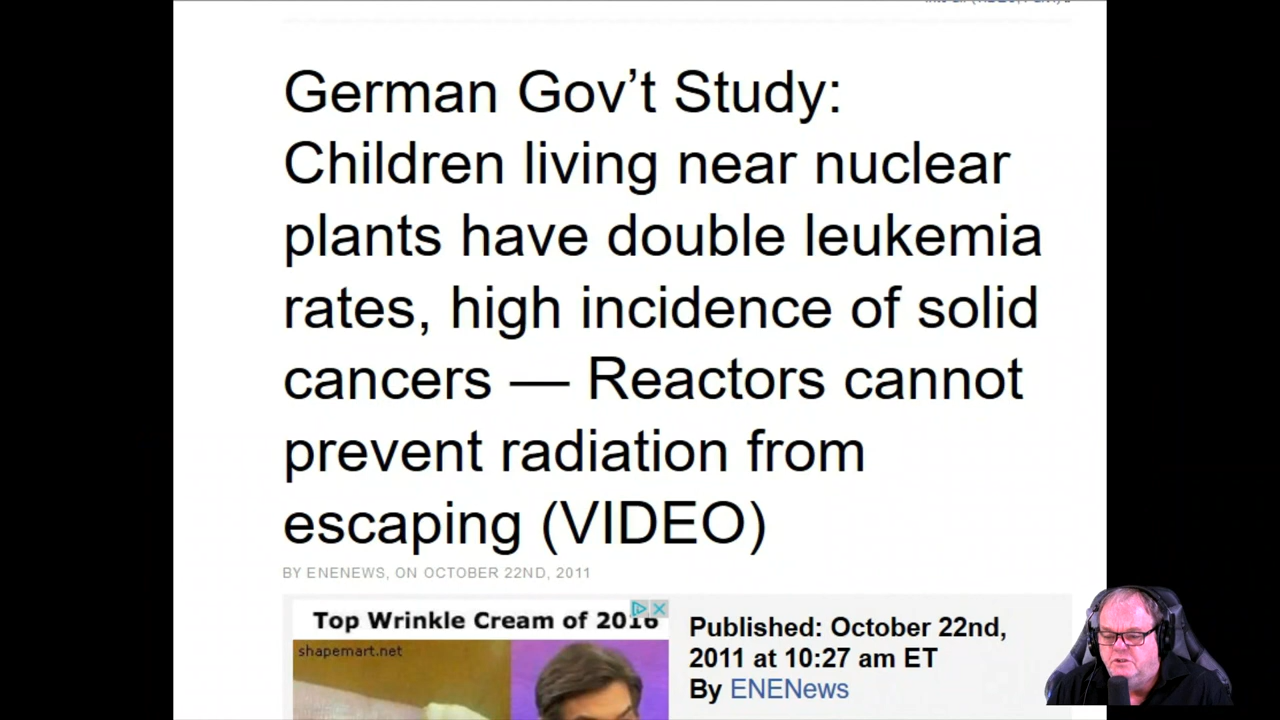 German Gov’t Study:
Children living near nuclear
plants have double leukemia
rates, high incidence of solid
cancers — Reactors cannot
prevent radiation from
escaping (VIDEO)
BY ENENEWS, ON OCTOBER 22ND, 2011
Top Wrinkle Cream of 2016
shapemart.net
Published: October 22nd,
2011 at 10:27 am ET
By ENENews